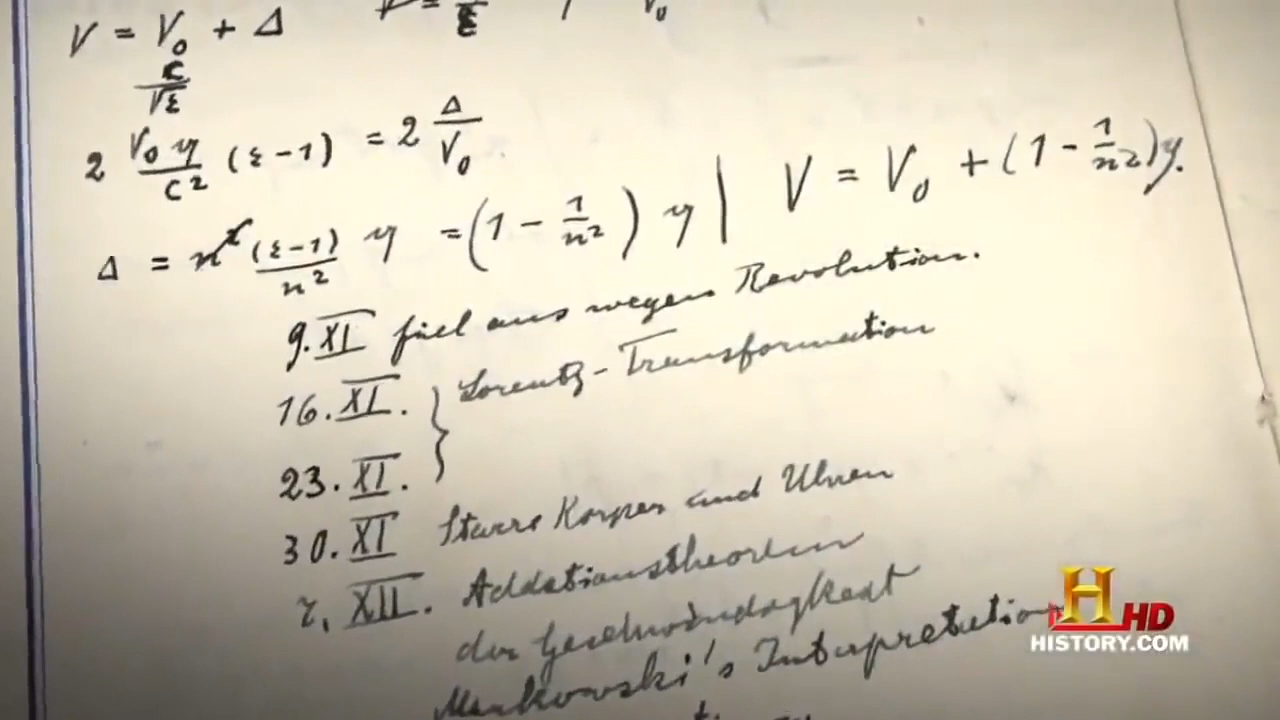 V = V₀ + Δ
c/√ε
2 V₀ y/c² (ε-1) = 2 Δ/V₀
Δ = n² (ε-1)/n² y = (1 - 1/n²) y | V = V₀ + (1 - 1/n²) y.
9. XI fiel aus wegen Revolution.
16. XI. } Lorentz-Transformation
23. XI.
30. XI Starre Körper und Uhren
7. XII. Additionstheorem
der Geschwindigkeit
Minkowski's Interpretation
H HD
HISTORY.COM